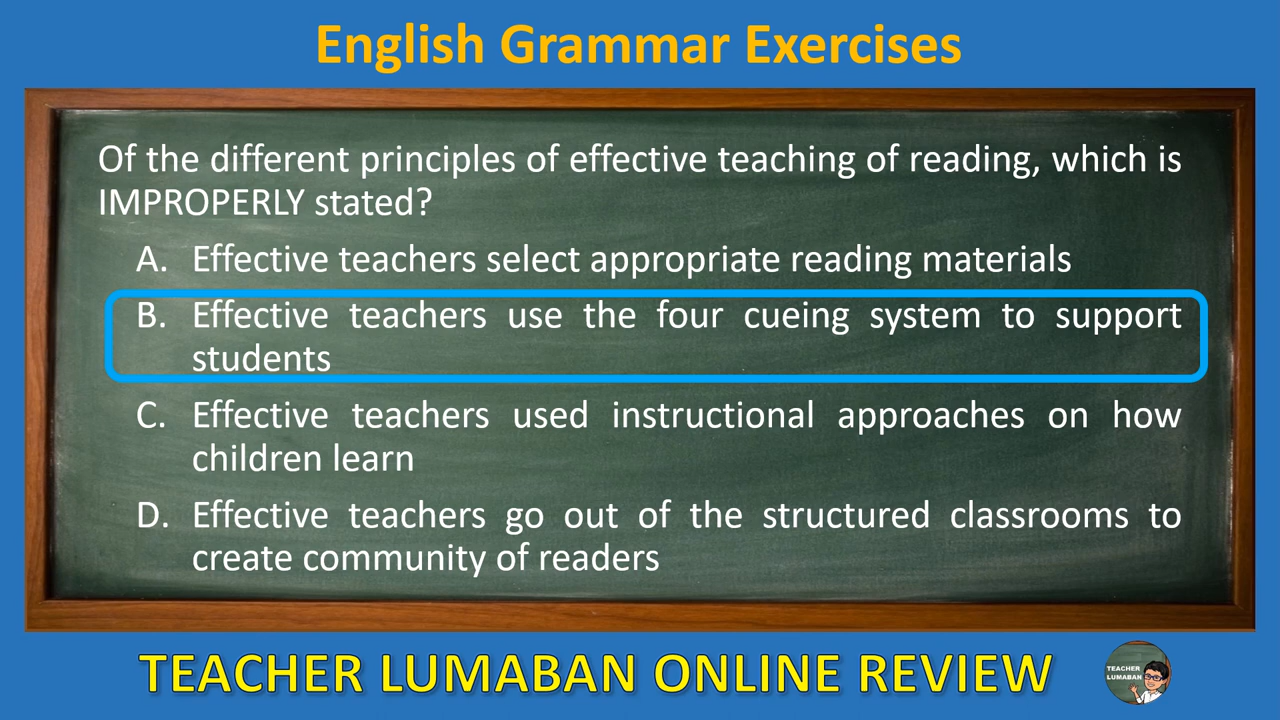 English Grammar Exercises
Of the different principles of effective teaching of reading, which is
IMPROPERLY stated?
A. Effective teachers select appropriate reading materials
B. Effective teachers use the four cueing system to support
students
C. Effective teachers used instructional approaches on how
children learn
D. Effective teachers go out of the structured classrooms to
create community of readers
TEACHER LUMABAN ONLINE REVIEW
TEACHER
LUMABAN